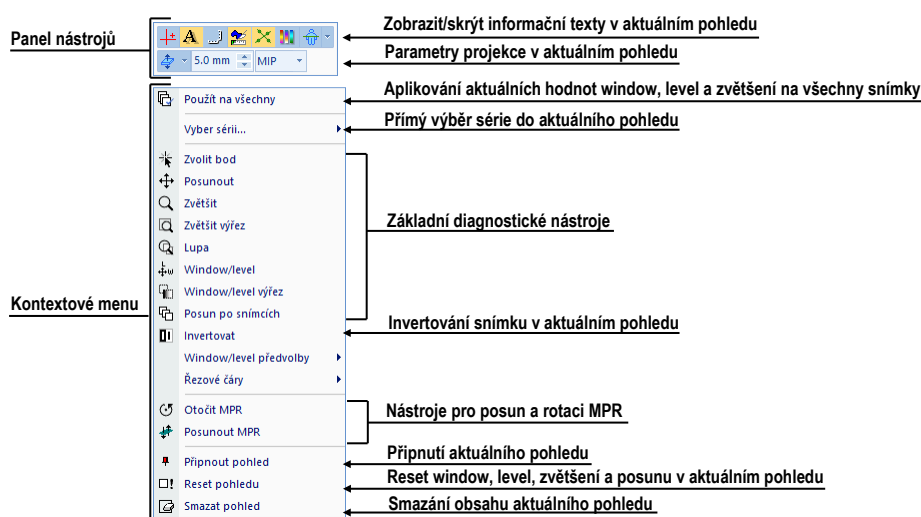 Panel nástrojů
A
5.0 mm
MIP
Zobrazit/skrýt informační texty v aktuálním pohledu
Parametry projekce v aktuálním pohledu
Kontextové menu
Použít na všechny
Vyber sérii...
Zvolit bod
Posunout
Zvětšit
Zvětšit výřez
Lupa
Window/level
Window/level výřez
Posun po snímcích
Invertovat
Window/level předvolby
Řezové čáry
Otočit MPR
Posunout MPR
Připnout pohled
Reset pohledu
Smazat pohled
Aplikování aktuálních hodnot window, level a zvětšení na všechny snímky
Přímý výběr série do aktuálního pohledu
Základní diagnostické nástroje
Invertování snímku v aktuálním pohledu
Nástroje pro posun a rotaci MPR
Připnutí aktuálního pohledu
Reset window, level, zvětšení a posunu v aktuálním pohledu
Smazání obsahu aktuálního pohledu